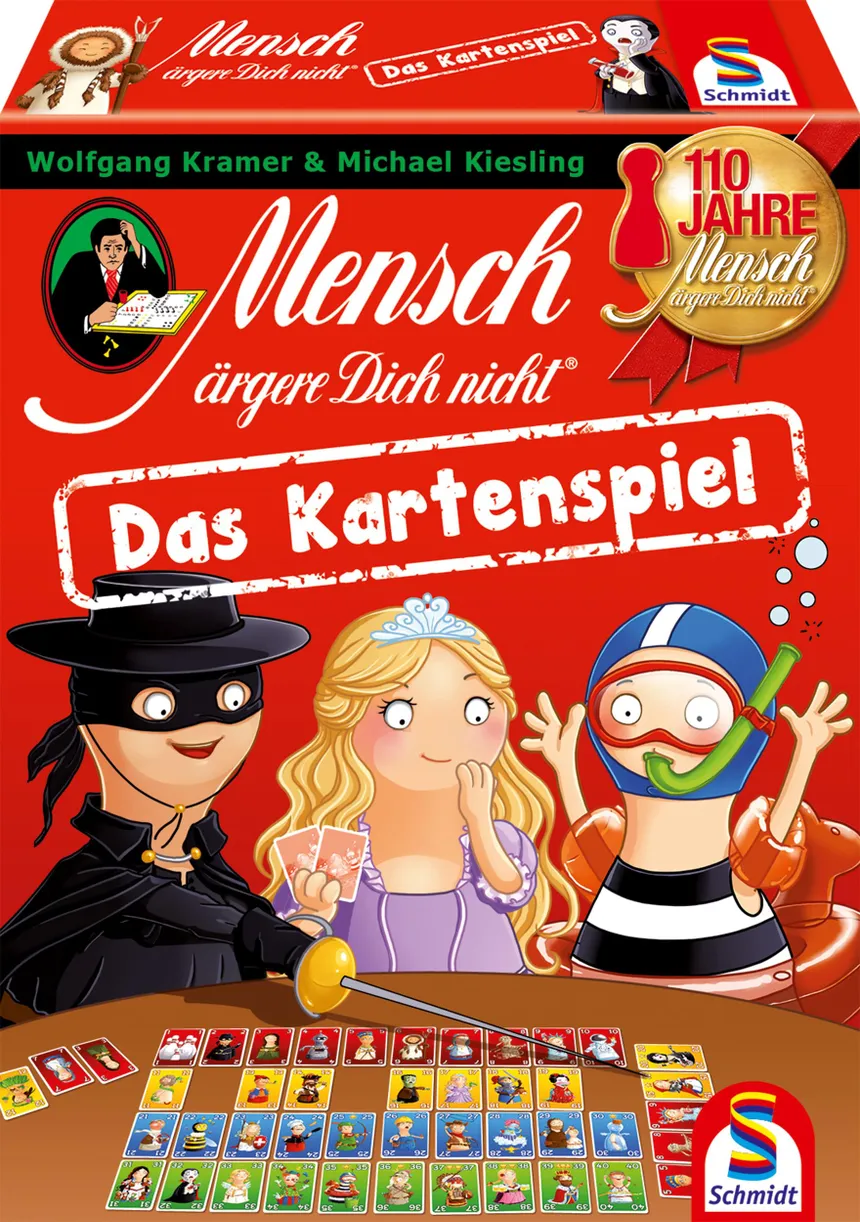 Mensch
ärgere Dich nicht®
Das Kartenspiel
Schmidt
Wolfgang Kramer & Michael Kiesling
110
JAHRE
Mensch
ärgere Dich nicht®
Mensch
ärgere Dich nicht®
Das Kartenspiel
Schmidt